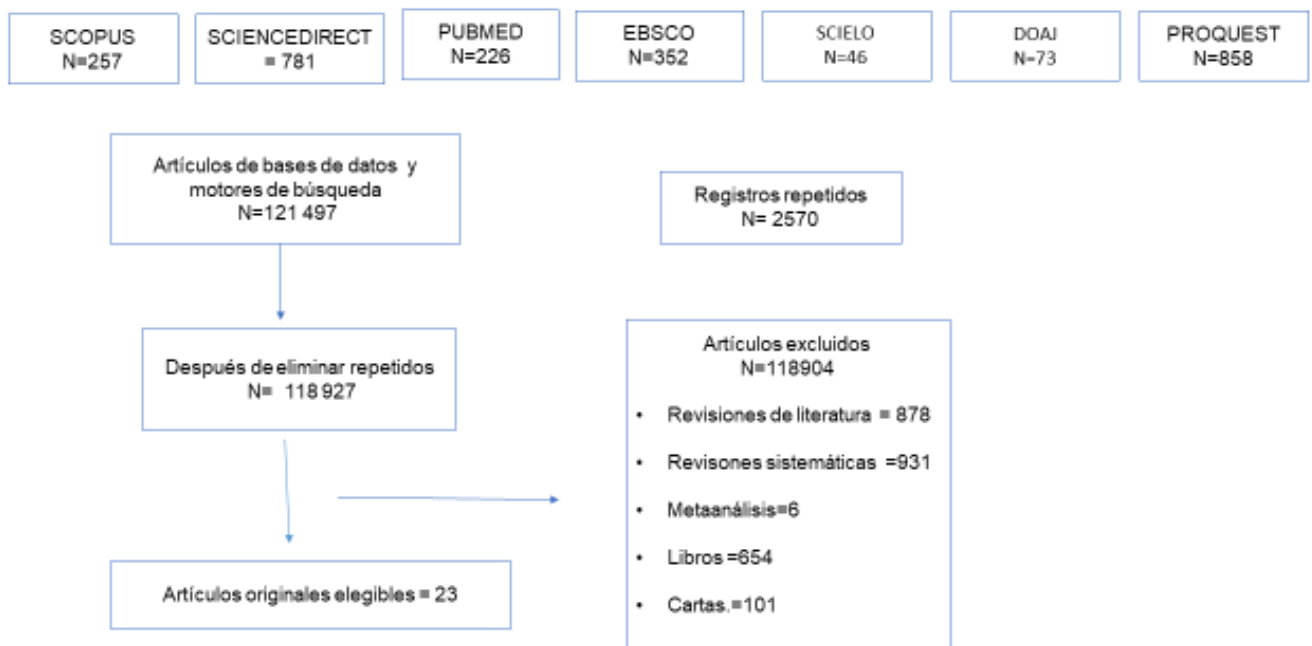 SCOPUS
N=257
SCIENCEDIRECT
= 781
PUBMED
N=226
EBSCO
N=352
SCIELO
N=46
DOAJ
N=73
PROQUEST
N=858
Artículos de bases de datos y
motores de búsqueda
N=121 497
Registros repetidos
N= 2570
Después de eliminar repetidos
N= 118 927
Artículos excluidos
N=118904
• Revisiones de literatura = 878
• Revisones sistemáticas =931
• Metaanálisis=6
• Libros =654
• Cartas.=101
Artículos originales elegibles = 23